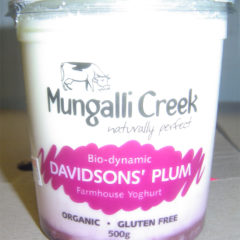 Mungalli Creek
naturally perfect
Bio-dynamic
DAVIDSONS' PLUM
Farmhouse Yoghurt
ORGANIC • GLUTEN FREE
500g